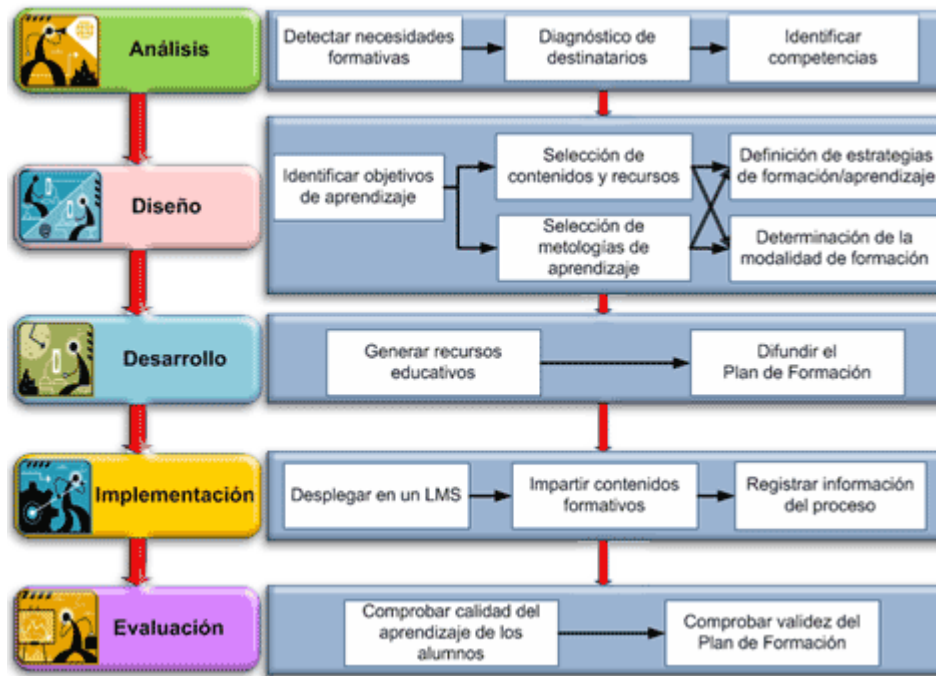 Análisis
Detectar necesidades
formativas
Diagnóstico de
destinatarios
Identificar
competencias
Diseño
Identificar objetivos
de aprendizaje
Selección de
contenidos y recursos
Selección de
metologías de
aprendizaje
Definición de estrategias
de formación/aprendizaje
Determinación de la
modalidad de formación
Desarrollo
Generar recursos
educativos
Difundir el
Plan de Formación
Implementación
Desplegar en un LMS
Impartir contenidos
formativos
Registrar información
del proceso
Evaluación
Comprobar calidad del
aprendizaje de los
alumnos
Comprobar validez del
Plan de Formación